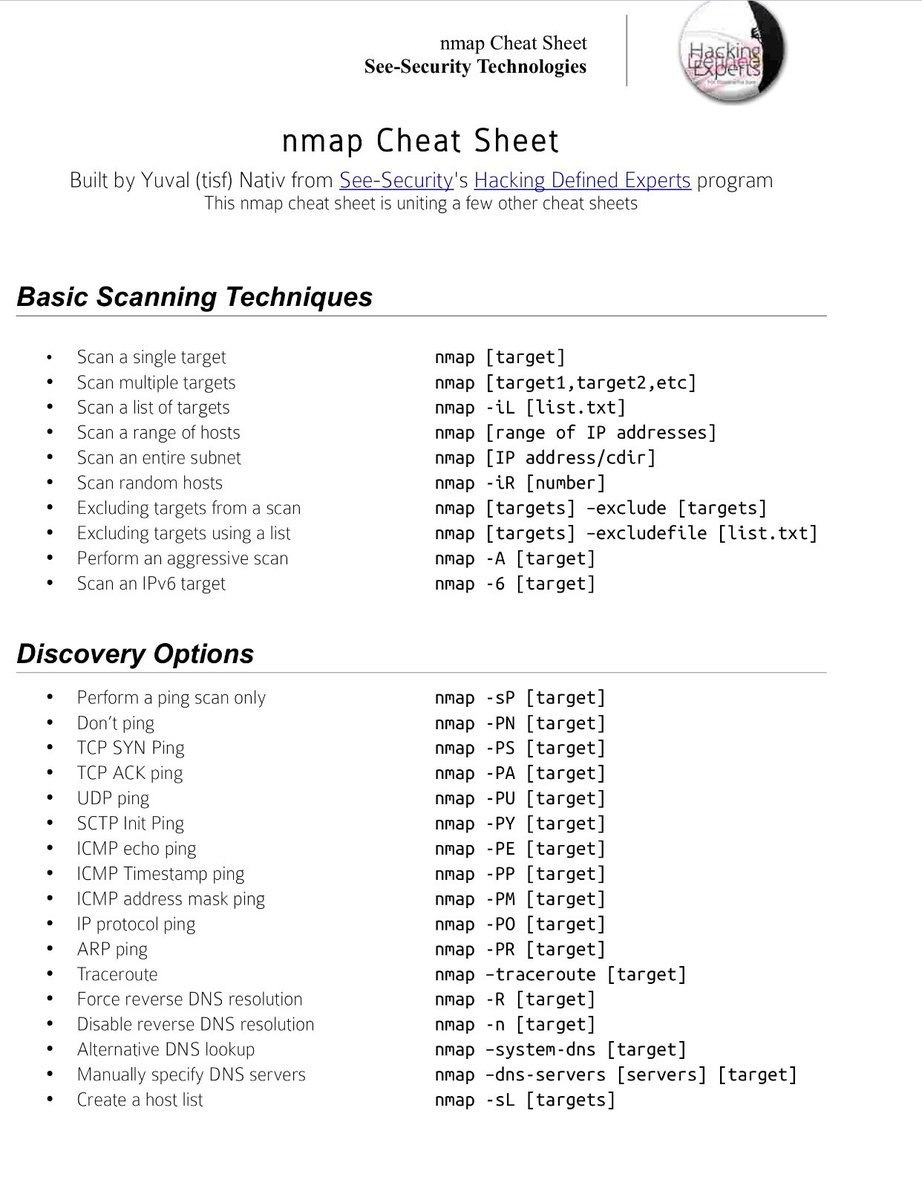 nmap Cheat Sheet
See-Security Technologies
Hacking
Defined
Experts
nmap Cheat Sheet
Built by Yuval (tisf) Nativ from See-Security's Hacking Defined Experts program
This nmap cheat sheet is uniting a few other cheat sheets
Basic Scanning Techniques
• Scan a single target nmap [target]
• Scan multiple targets nmap [target1,target2,etc]
• Scan a list of targets nmap -iL [list.txt]
• Scan a range of hosts nmap [range of IP addresses]
• Scan an entire subnet nmap [IP address/cdir]
• Scan random hosts nmap -iR [number]
• Excluding targets from a scan nmap [targets] –exclude [targets]
• Excluding targets using a list nmap [targets] –excludefile [list.txt]
• Perform an aggressive scan nmap -A [target]
• Scan an IPv6 target nmap -6 [target]
Discovery Options
• Perform a ping scan only nmap -sP [target]
• Don’t ping nmap -PN [target]
• TCP SYN Ping nmap -PS [target]
• TCP ACK ping nmap -PA [target]
• UDP ping nmap -PU [target]
• SCTP Init Ping nmap -PY [target]
• ICMP echo ping nmap -PE [target]
• ICMP Timestamp ping nmap -PP [target]
• ICMP address mask ping nmap -PM [target]
• IP protocol ping nmap -PO [target]
• ARP ping nmap -PR [target]
• Traceroute nmap –traceroute [target]
• Force reverse DNS resolution nmap -R [target]
• Disable reverse DNS resolution nmap -n [target]
• Alternative DNS lookup nmap –system-dns [target]
• Manually specify DNS servers nmap –dns-servers [servers] [target]
• Create a host list nmap -sL [targets]